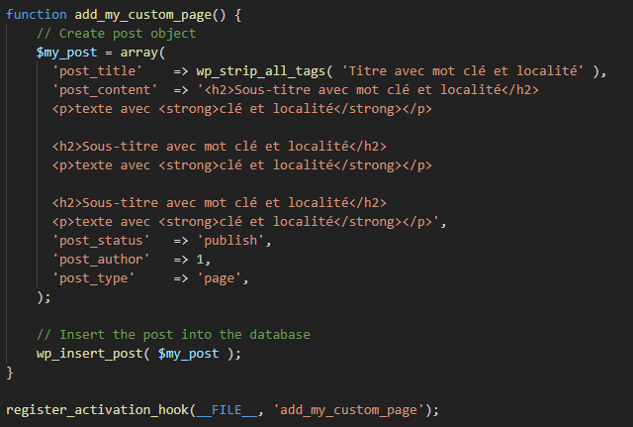 function add_my_custom_page() {
// Create post object
$my_post = array(
'post_title' => wp_strip_all_tags( 'Titre avec mot clé et localité' ),
'post_content' => '<h2>Sous-titre avec mot clé et localité</h2>
<p>texte avec <strong>clé et localité</strong></p>
<h2>Sous-titre avec mot clé et localité</h2>
<p>texte avec <strong>clé et localité</strong></p>
<h2>Sous-titre avec mot clé et localité</h2>
<p>texte avec <strong>clé et localité</strong></p>',
'post_status' => 'publish',
'post_author' => 1,
'post_type' => 'page',
);
// Insert the post into the database
wp_insert_post( $my_post );
}
register_activation_hook(__FILE__, 'add_my_custom_page');